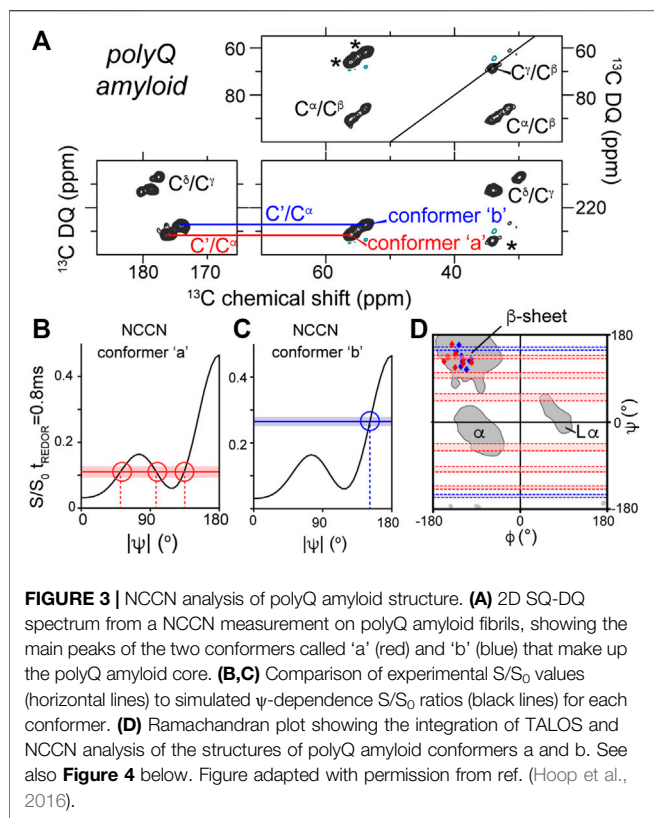 A
polyQ
amyloid
60
80
¹³C DQ (ppm)
* *
Cγ/Cβ
Cα/Cβ
Cα/Cβ
¹³C DQ (ppm)
Cδ/Cγ
Cδ/Cγ
220
C'/Cα
conformer 'b'
C'/Cα
conformer 'a'
*
180 170 60 40
¹³C chemical shift (ppm)
B
NCCN
conformer 'a'
S/S₀ t_REDOR=0.8ms
0.4
0.2
0.0
0 90 180
|ψ| (°)
C
NCCN
conformer 'b'
0.4
0.3
0.2
0.1
0.0
0 90 180
|ψ| (°)
D
β-sheet
α
Lα
180
0
-180
ψ (°)
-180 0 180
ϕ (°)
FIGURE 3 | NCCN analysis of polyQ amyloid structure. (A) 2D SQ-DQ
spectrum from a NCCN measurement on polyQ amyloid fibrils, showing the
main peaks of the two conformers called 'a' (red) and 'b' (blue) that make up
the polyQ amyloid core. (B,C) Comparison of experimental S/S₀ values
(horizontal lines) to simulated ψ-dependence S/S₀ ratios (black lines) for each
conformer. (D) Ramachandran plot showing the integration of TALOS and
NCCN analysis of the structures of polyQ amyloid conformers a and b. See
also Figure 4 below. Figure adapted with permission from ref. (Hoop et al.,
2016).